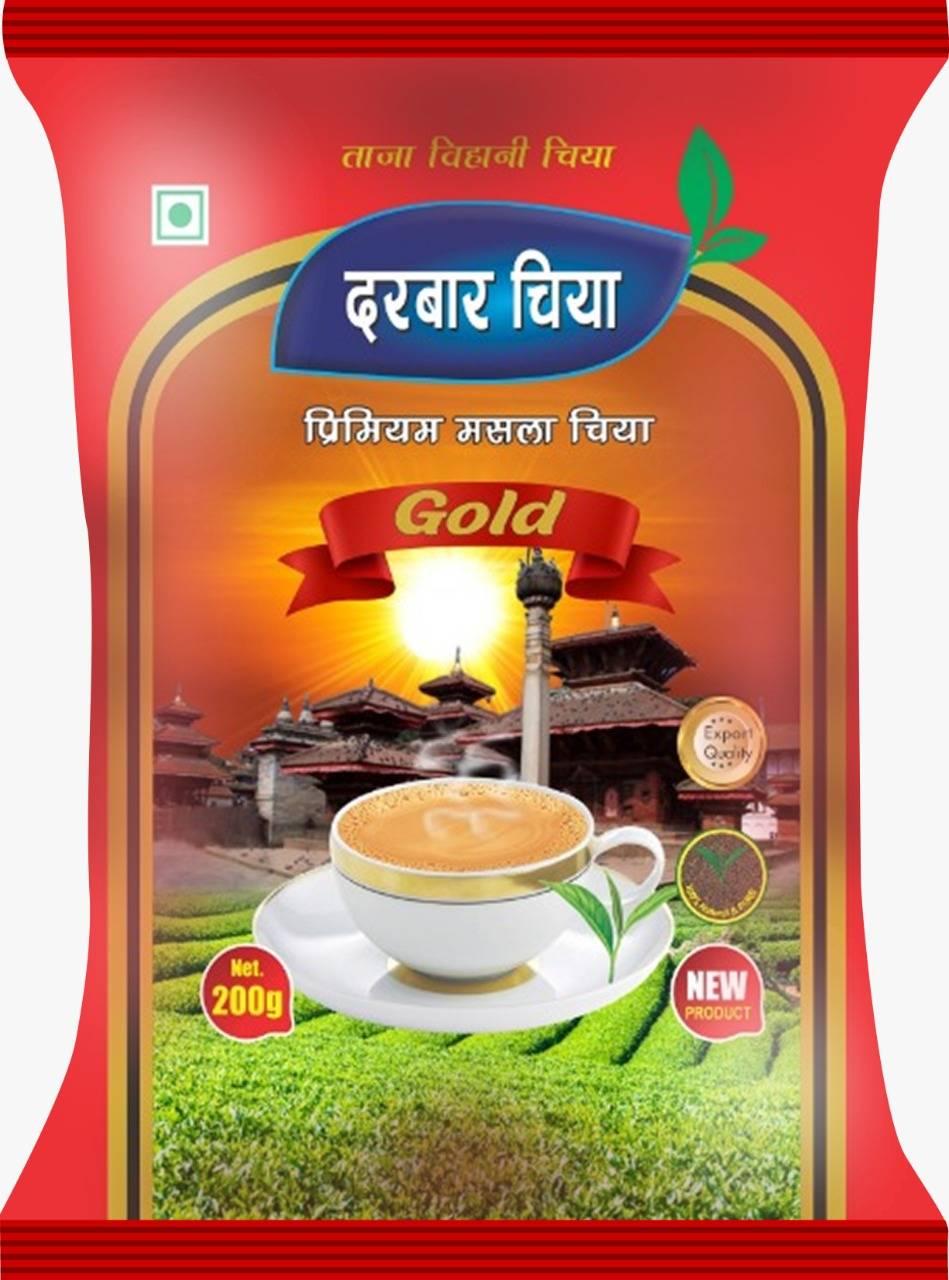 ताजा विहानी चिया
दरबार चिया
प्रिमियम मसला चिया
Gold
Export
Quality
Net.
200g
NEW
PRODUCT